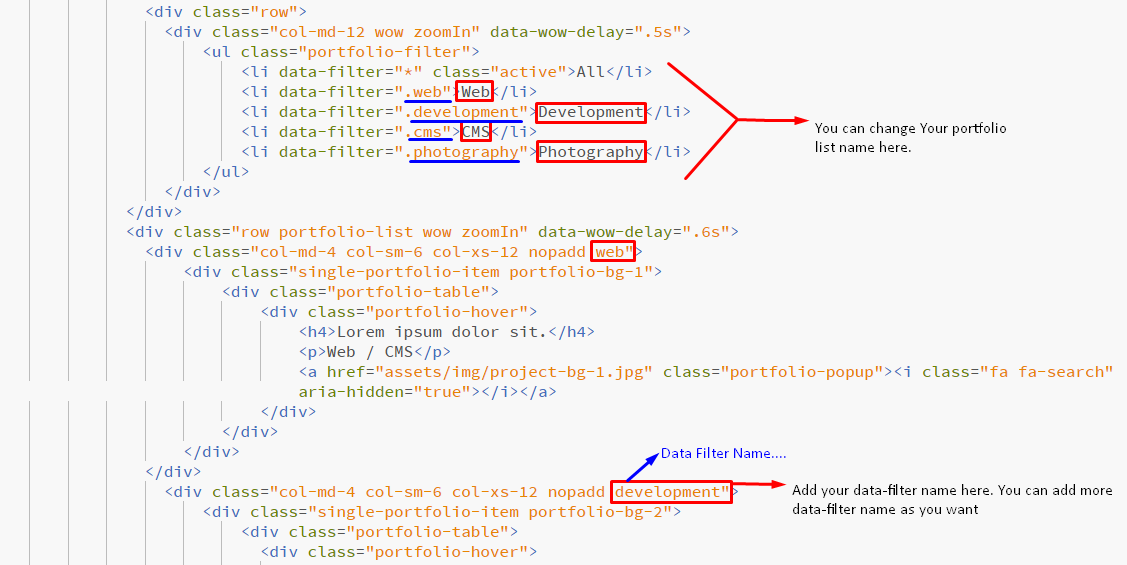 <div class="row">
<div class="col-md-12 wow zoomIn" data-wow-delay=".5s">
<ul class="portfolio-filter">
<li data-filter="*" class="active">All</li>
<li data-filter=".web">Web</li>
<li data-filter=".development">Development</li>
<li data-filter=".cms">CMS</li>
<li data-filter=".photography">Photography</li>
</ul>
</div>
</div>
You can change Your portfolio
list name here.
<div class="row portfolio-list wow zoomIn" data-wow-delay=".6s">
<div class="col-md-4 col-sm-6 col-xs-12 nopadd web">
<div class="single-portfolio-item portfolio-bg-1">
<div class="portfolio-table">
<div class="portfolio-hover">
<h4>Lorem ipsum dolor sit.</h4>
<p>Web / CMS</p>
<a href="assets/img/project-bg-1.jpg" class="portfolio-popup"><i class="fa fa-search"
aria-hidden="true"></i></a>
</div>
</div>
</div>
</div>
Data Filter Name....
<div class="col-md-4 col-sm-6 col-xs-12 nopadd development">
Add your data-filter name here. You can add more
data-filter name as you want
<div class="single-portfolio-item portfolio-bg-2">
<div class="portfolio-table">
<div class="portfolio-hover">